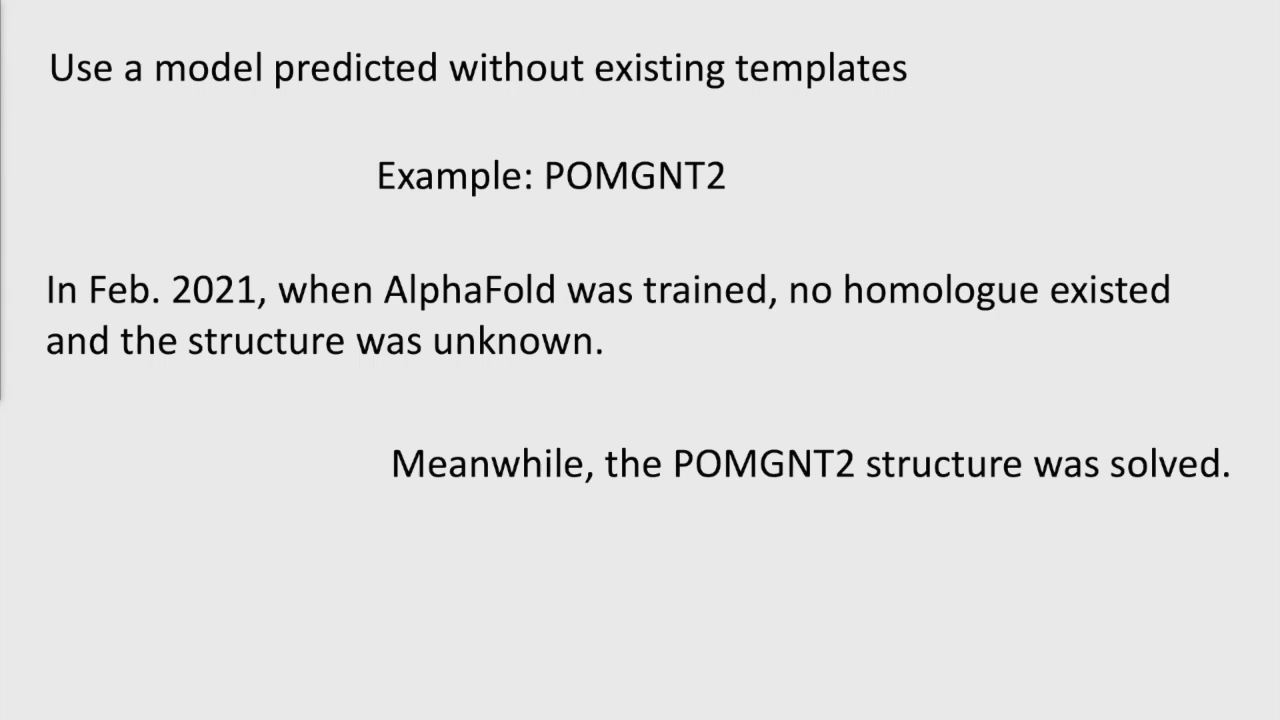 Use a model predicted without existing templates
Example: POMGNT2
In Feb. 2021, when AlphaFold was trained, no homologue existed
and the structure was unknown.
Meanwhile, the POMGNT2 structure was solved.